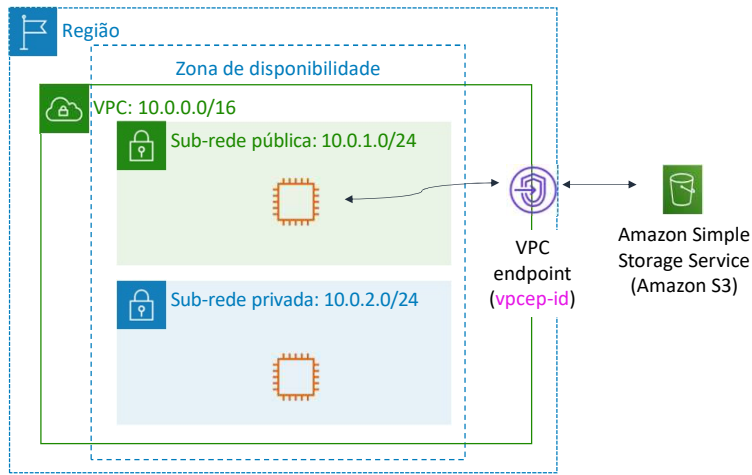 Região
Zona de disponibilidade
VPC: 10.0.0.0/16
Sub-rede pública: 10.0.1.0/24
VPC
endpoint
(vpcep-id)
Amazon Simple
Storage Service
(Amazon S3)
Sub-rede privada: 10.0.2.0/24